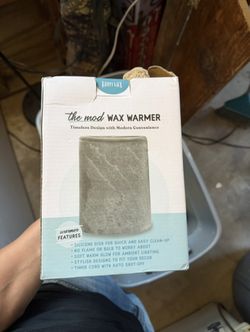 the mod WAX WARMER
Timeless Design with Modern Convenience
FEATURES
• SILICONE DISH FOR QUICK AND EASY CLEAN-UP
• NO FLAME OR BULB TO WORRY ABOUT
• SOFT WARM GLOW FOR AMBIENT LIGHTING
• STYLISH DESIGNS TO FIT YOUR DECOR
• TIMER CORD WITH AUTO SHUT-OFF